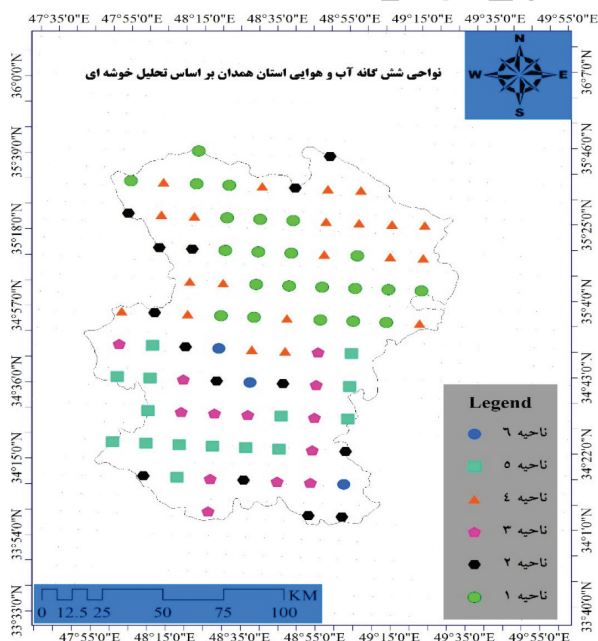 47°35'0"E 47°55'0"E 48°15'0"E 48°35'0"E 48°55'0"E 49°15'0"E 49°35'0"E 49°55'0"E
نواحی شش گانه آب و هوایی استان همدان بر اساس تحلیل خوشه ای
N
W E
S
36°0'0"N
35°39'0"N
35°18'0"N
34°57'0"N
34°36'0"N
34°15'0"N
33°54'0"N
33°33'0"N
36°7'0"N
35°46'0"N
35°25'0"N
35°4'0"N
34°43'0"N
34°22'0"N
34°1'0"N
33°40'0"N
Legend
ناحیه ٦
ناحیه ٥
ناحیه ٤
ناحیه ٣
ناحیه ٢
ناحیه ١
KM
0 12.5 25 50 75 100
47°55'0"E 48°15'0"E 48°35'0"E 48°55'0"E 49°15'0"E 49°35'0"E 49°55'0"E